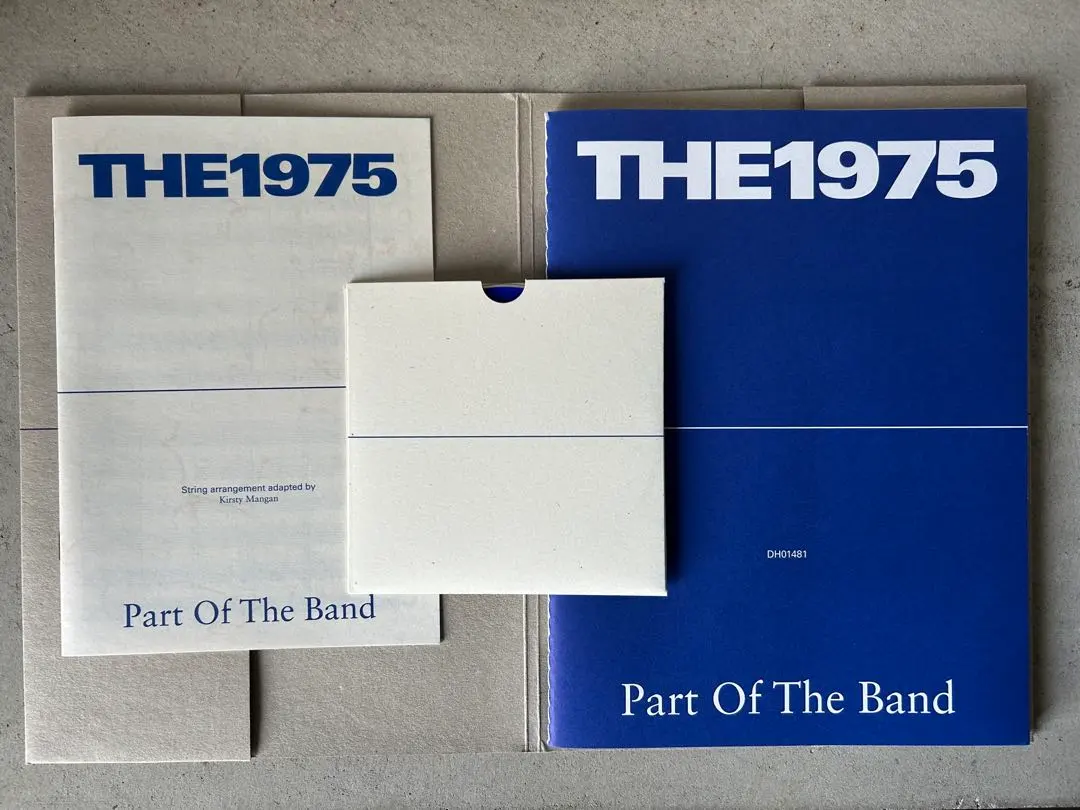 THE1975
String arrangement adapted by
Kirsty Mangan
Part Of The Band
THE1975
DH01481
Part Of The Band